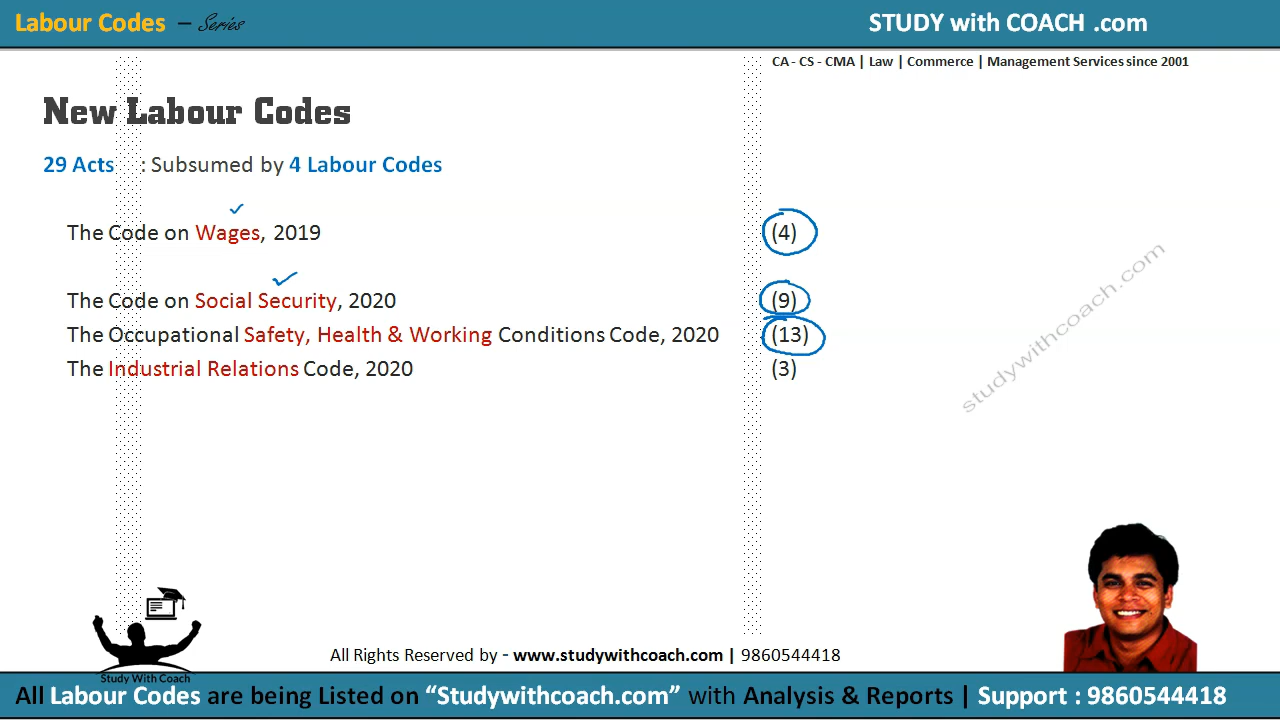 Labour Codes – Series
STUDY with COACH .com
CA - CS - CMA | Law | Commerce | Management Services since 2001
New Labour Codes
29 Acts : Subsumed by 4 Labour Codes
The Code on Wages, 2019 (4)
The Code on Social Security, 2020 (9)
The Occupational Safety, Health & Working Conditions Code, 2020 (13)
The Industrial Relations Code, 2020 (3)
studywithcoach.com
Study With Coach
All Rights Reserved by - www.studywithcoach.com | 9860544418
All Labour Codes are being Listed on “Studywithcoach.com” with Analysis & Reports | Support : 9860544418